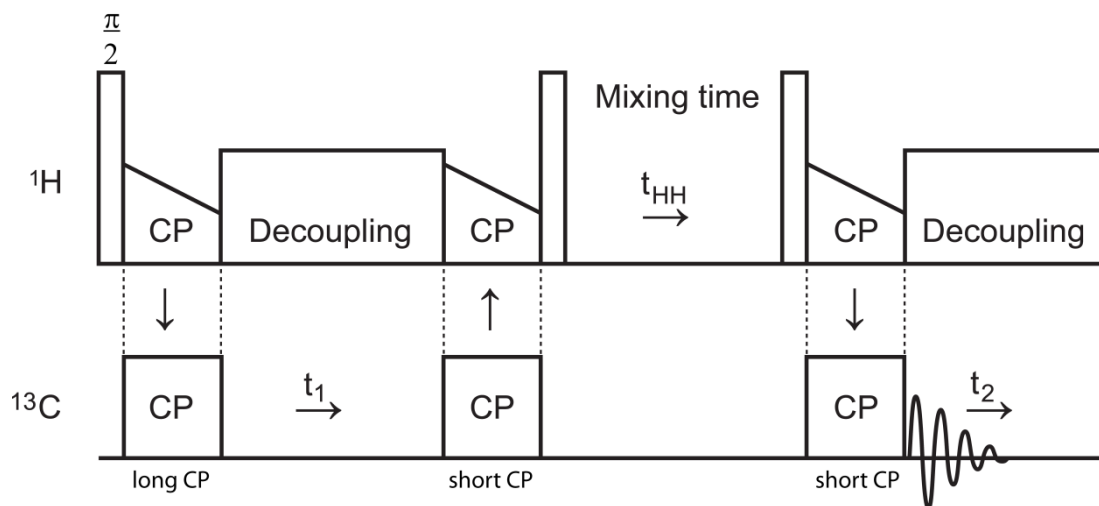 π
2
Mixing time
¹H
t_HH
CP Decoupling CP CP Decoupling
¹³C
CP t₁ CP CP t₂
long CP short CP short CP